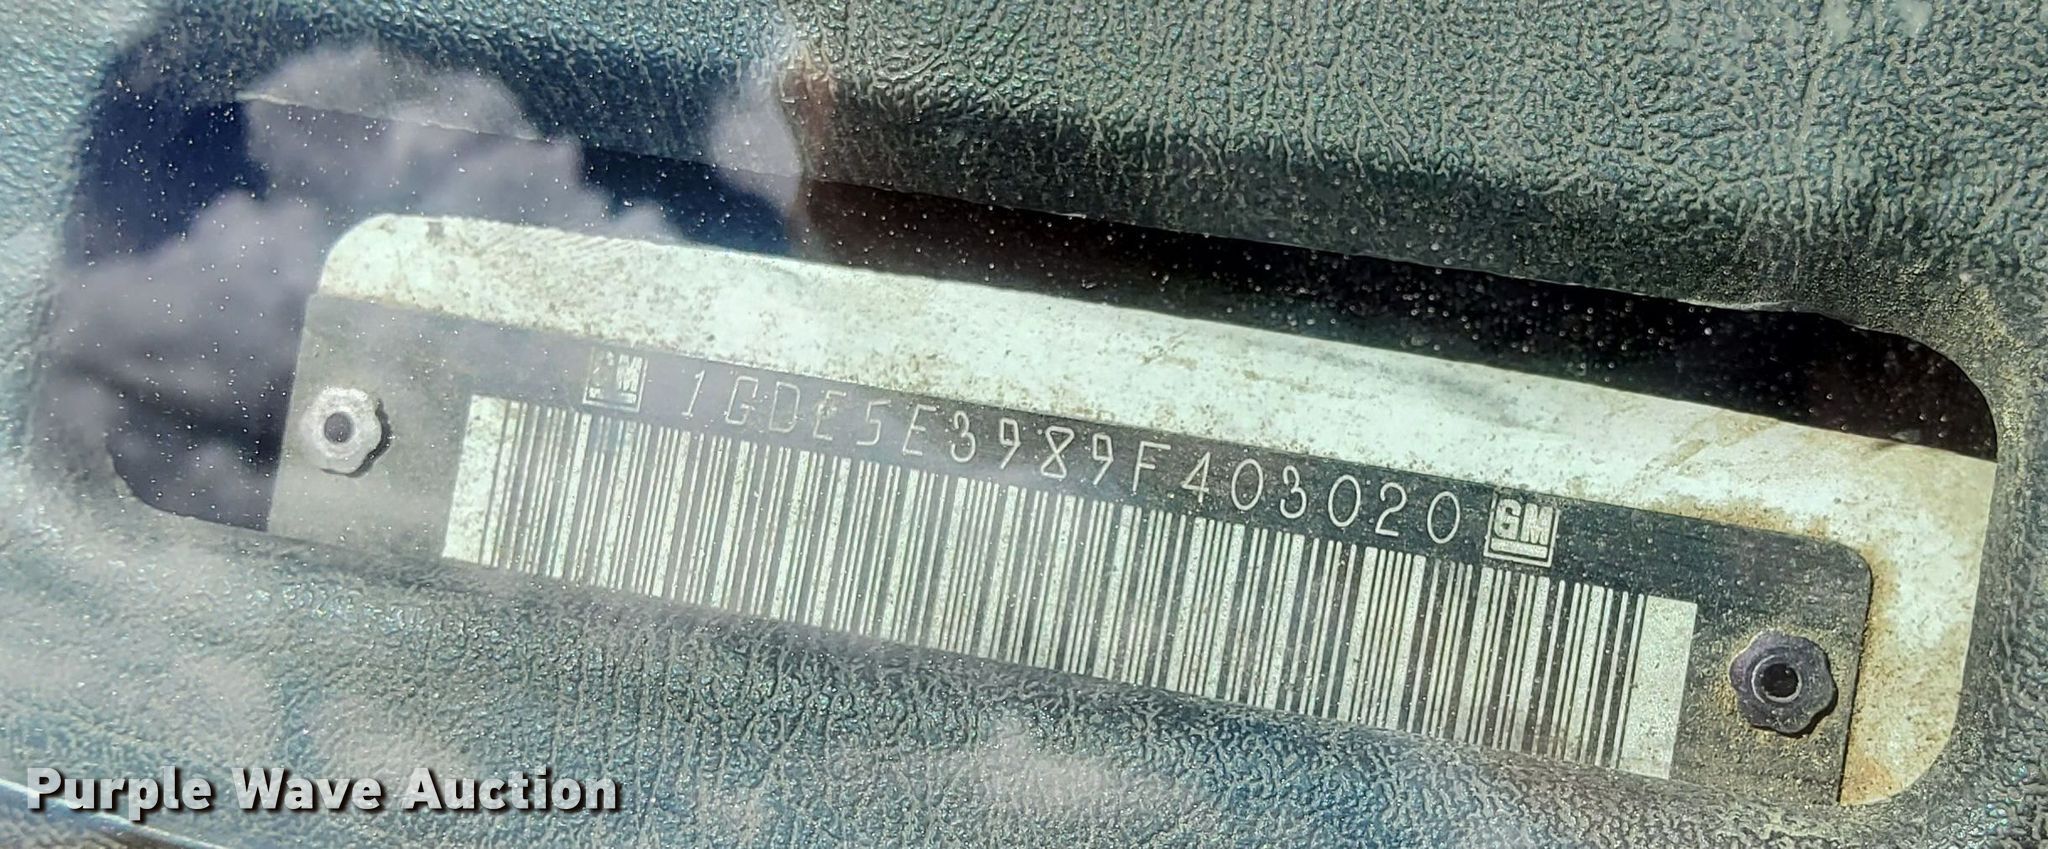 GM 1GDE5E3989F403020 GM
Purple Wave Auction